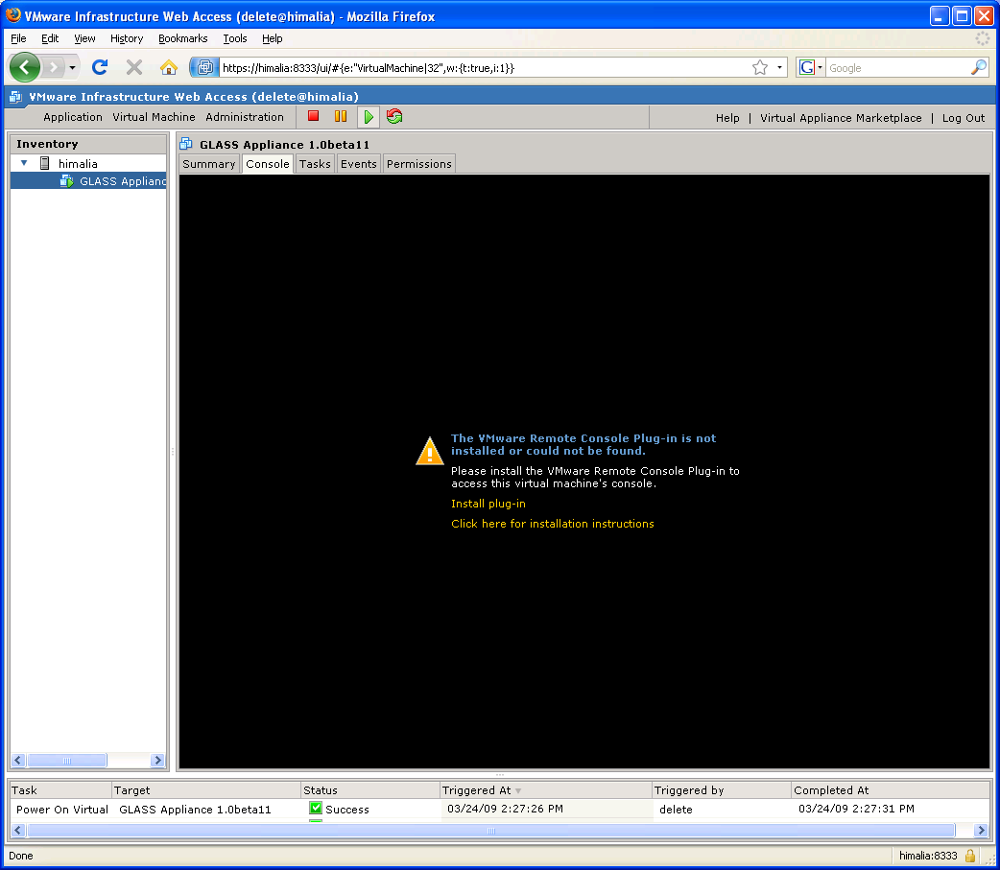 VMware Infrastructure Web Access (delete@himalia) - Mozilla Firefox
File Edit View History Bookmarks Tools Help
https://himalia:8333/ui/#{e:"VirtualMachine|32",w:{t:true,i:1}}
G Google
VMware Infrastructure Web Access (delete@himalia)
Application Virtual Machine Administration
Help | Virtual Appliance Marketplace | Log Out
Inventory
himalia
GLASS Applianc
GLASS Appliance 1.0beta11
Summary Console Tasks Events Permissions
The VMware Remote Console Plug-in is not
installed or could not be found.
Please install the VMware Remote Console Plug-in to
access this virtual machine's console.
Install plug-in
Click here for installation instructions
Task Target Status Triggered At Triggered by Completed At
Power On Virtual GLASS Appliance 1.0beta11 Success 03/24/09 2:27:26 PM delete 03/24/09 2:27:31 PM
Done
himalia:8333